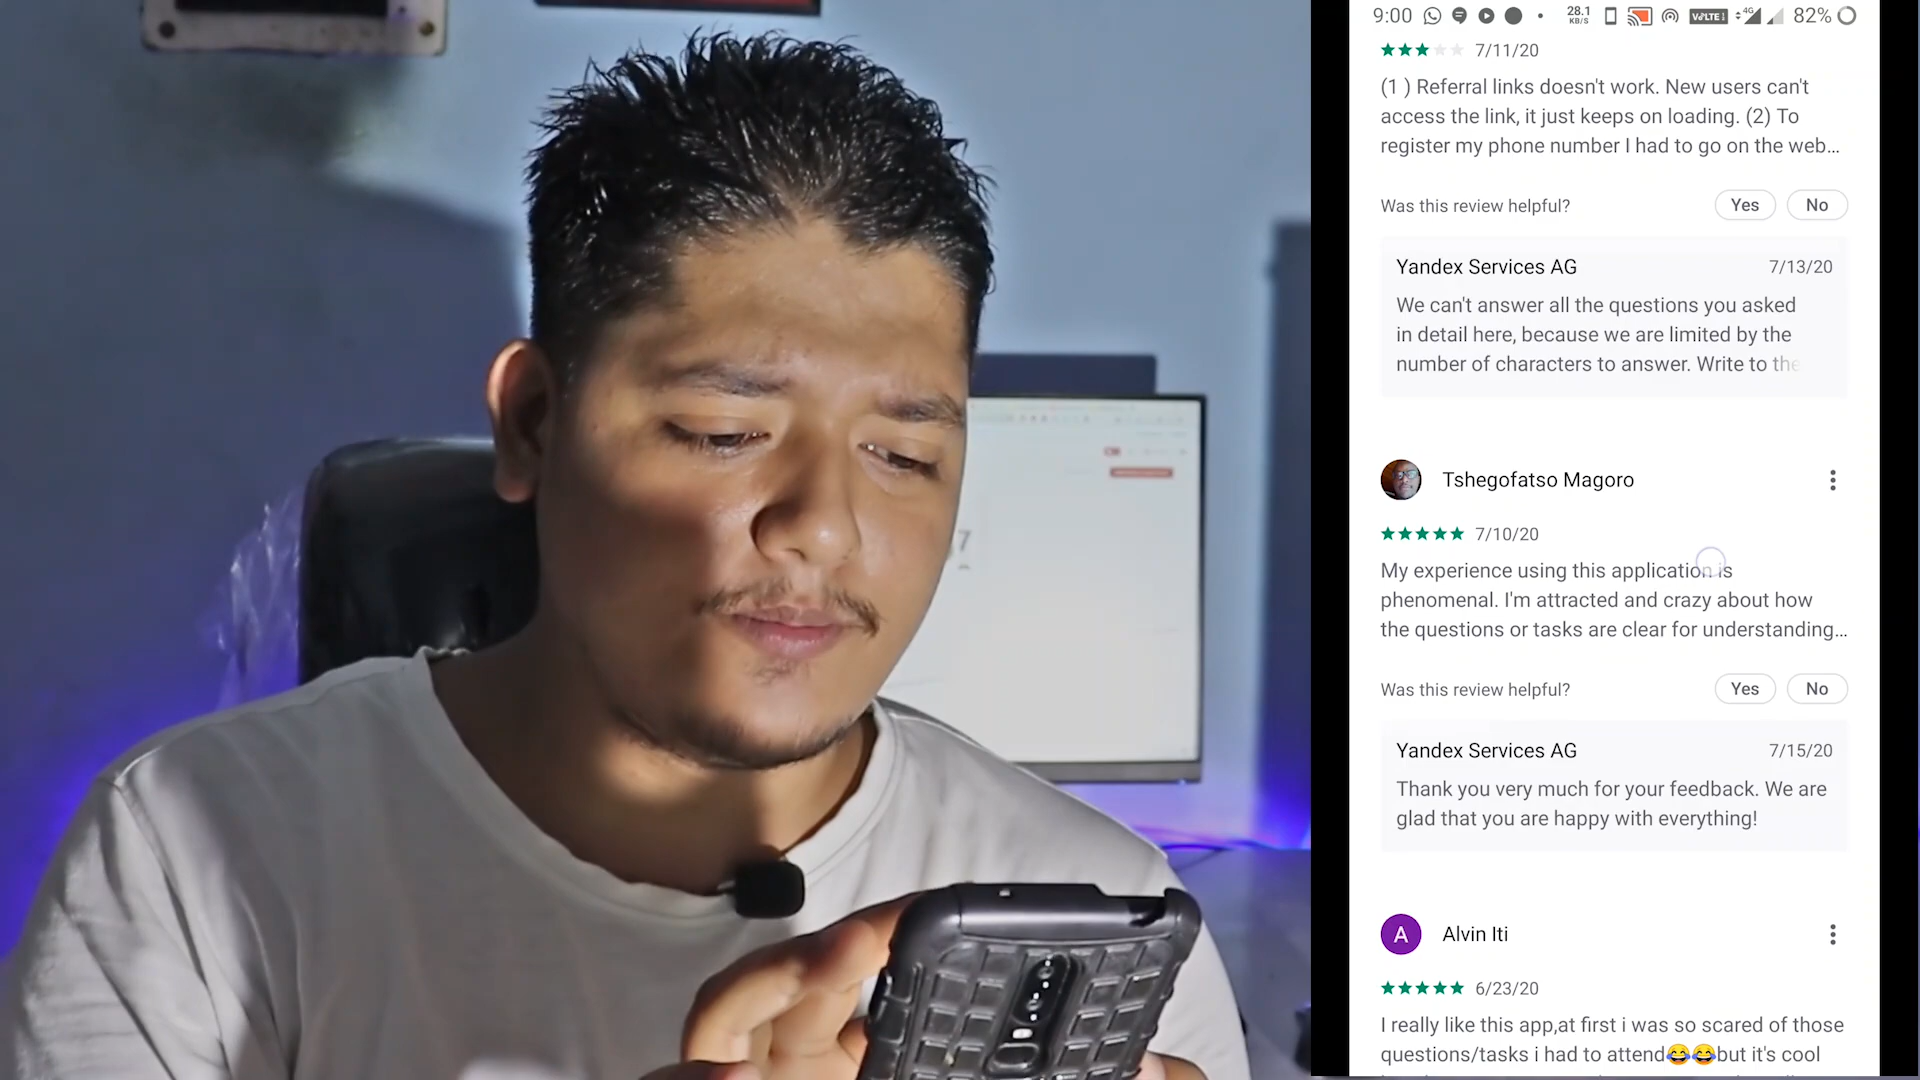 9:00 28.1 KB/S VoLTE 4G 82%
7/11/20
(1 ) Referral links doesn't work. New users can't
access the link, it just keeps on loading. (2) To
register my phone number I had to go on the web...
Was this review helpful? Yes No
Yandex Services AG 7/13/20
We can't answer all the questions you asked
in detail here, because we are limited by the
number of characters to answer. Write to the
Tshegofatso Magoro
7/10/20
My experience using this application is
phenomenal. I'm attracted and crazy about how
the questions or tasks are clear for understanding...
Was this review helpful? Yes No
Yandex Services AG 7/15/20
Thank you very much for your feedback. We are
glad that you are happy with everything!
A Alvin Iti
6/23/20
I really like this app,at first i was so scared of those
questions/tasks i had to attend😂😂but it's cool